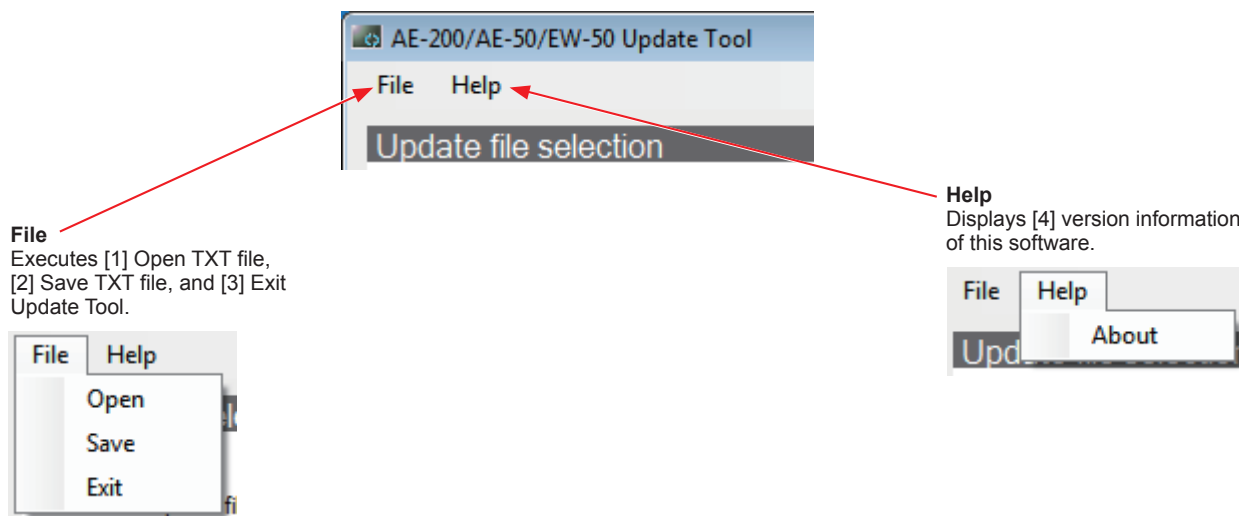 AE-200/AE-50/EW-50 Update Tool
File Help
Update file selection
File
Executes [1] Open TXT file,
[2] Save TXT file, and [3] Exit
Update Tool.
File Help
Open
Save
Exit
Help
Displays [4] version information
of this software.
File Help
About